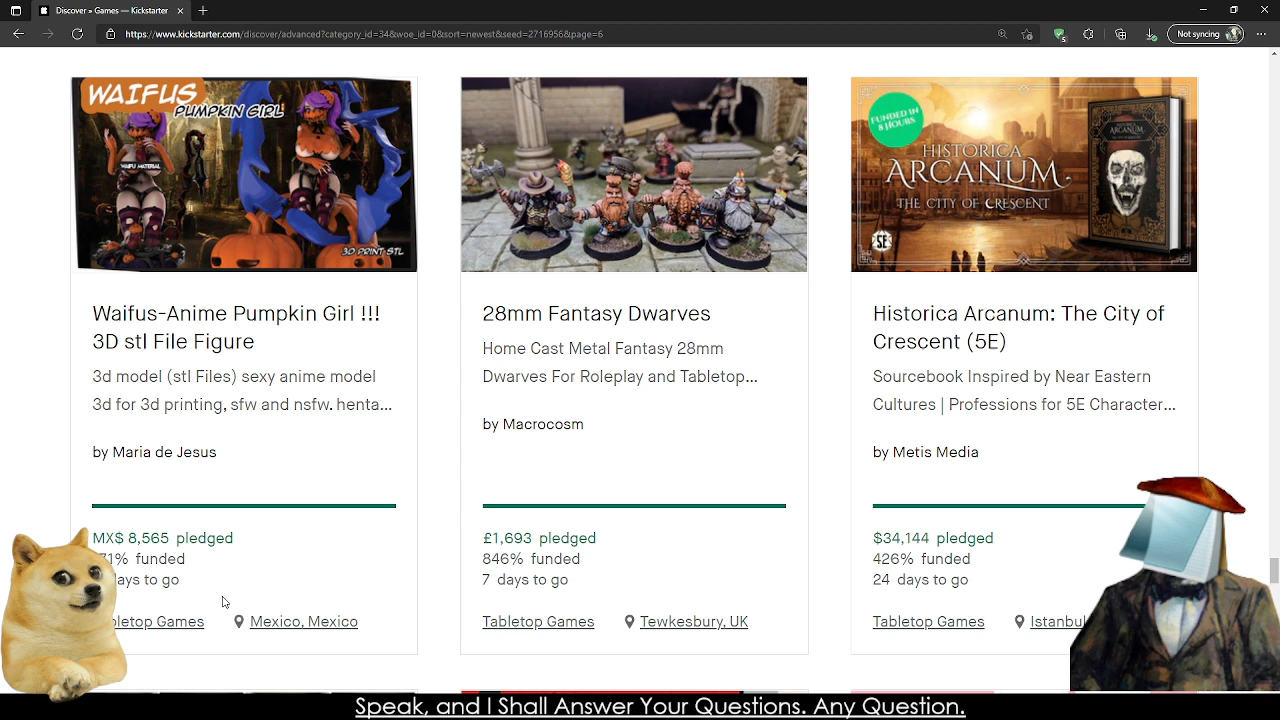 Discover » Games — Kickstarter
https://www.kickstarter.com/discover/advanced?category_id=34&woe_id=0&sort=newest&seed=2716956&page=6
Not syncing
WAIFUS
PUMPKIN GIRL
WAIFU MATERIAL
3D PRINT STL
FUNDED IN
8 HOURS
HISTORICA
ARCANUM
THE CITY OF CRESCENT
HISTORICA
ARCANUM
5E
Waifus-Anime Pumpkin Girl !!!
3D stl File Figure
3d model (stl Files) sexy anime model
3d for 3d printing, sfw and nsfw. henta...
by Maria de Jesus
MX$ 8,565 pledged
71% funded
days to go
bletop Games
Mexico, Mexico
28mm Fantasy Dwarves
Home Cast Metal Fantasy 28mm
Dwarves For Roleplay and Tabletop...
by Macrocosm
£1,693 pledged
846% funded
7 days to go
Tabletop Games
Tewkesbury, UK
Historica Arcanum: The City of
Crescent (5E)
Sourcebook Inspired by Near Eastern
Cultures | Professions for 5E Character...
by Metis Media
$34,144 pledged
426% funded
24 days to go
Tabletop Games
Istanbu
Speak, and I Shall Answer Your Questions. Any Question.